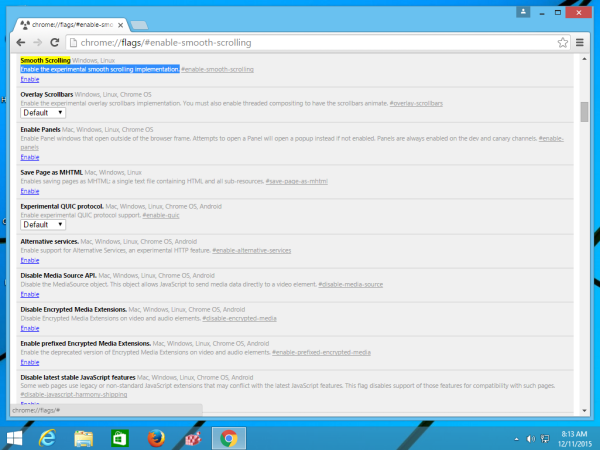 chrome://flags/#enable-smo
chrome://flags/#enable-smooth-scrolling
Smooth Scrolling Windows, Linux
Enable the experimental smooth scrolling implementation. #enable-smooth-scrolling
Enable
Overlay Scrollbars Windows, Linux, Chrome OS
Enable the experimental overlay scrollbars implementation. You must also enable threaded compositing to have the scrollbars animate. #overlay-scrollbars
Default
Enable Panels Mac, Windows, Linux, Chrome OS
Enable Panel windows that open outside of the browser frame. Attempts to open a Panel will open a popup instead if not enabled. Panels are always enabled on the dev and canary channels. #enable-
panels
Enable
Save Page as MHTML Mac, Windows, Linux
Enables saving pages as MHTML: a single text file containing HTML and all sub-resources. #save-page-as-mhtml
Enable
Experimental QUIC protocol. Mac, Windows, Linux, Chrome OS, Android
Enable experimental QUIC protocol support. #enable-quic
Default
Alternative services. Mac, Windows, Linux, Chrome OS, Android
Enable support for Alternative Services, an experimental HTTP feature. #enable-alternative-services
Enable
Disable Media Source API. Mac, Windows, Linux, Chrome OS, Android
Disable the MediaSource object. This object allows JavaScript to send media data directly to a video element. #disable-media-source
Enable
Disable Encrypted Media Extensions. Mac, Windows, Linux, Chrome OS, Android
Disable Encrypted Media Extensions on video and audio elements. #disable-encrypted-media
Enable
Enable prefixed Encrypted Media Extensions. Mac, Windows, Linux, Chrome OS, Android
Enable the deprecated version of Encrypted Media Extensions on video and audio elements. #enable-prefixed-encrypted-media
Enable
Disable latest stable JavaScript features Mac, Windows, Linux, Chrome OS, Android
Some web pages use legacy or non-standard JavaScript extensions that may conflict with the latest JavaScript features. This flag disables support of those features for compatibility with such pages.
#disable-javascript-harmony-shipping
Enable
chrome://flags/#
8:13 AM
12/11/2015